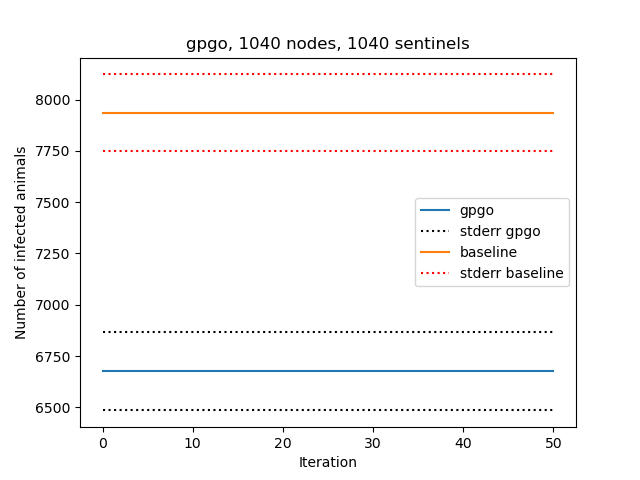 gpgo, 1040 nodes, 1040 sentinels
Number of infected animals
8000
7750
7500
7250
7000
6750
6500
gpgo
stderr gpgo
baseline
stderr baseline
0 10 20 30 40 50
Iteration